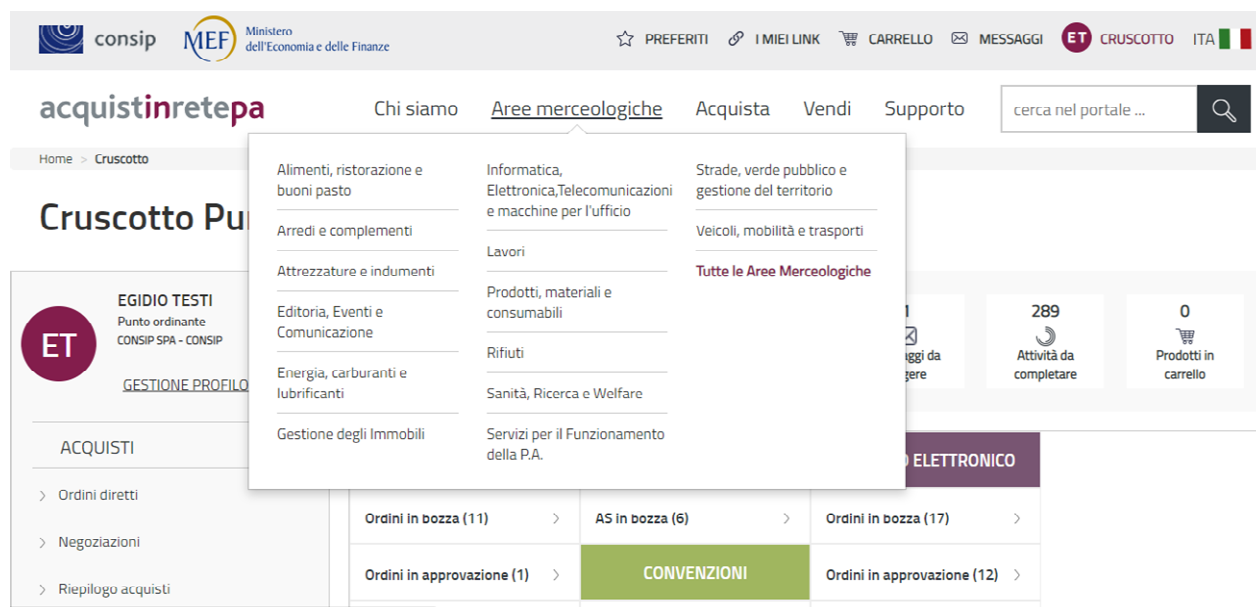 consip
MEF
Ministero
dell'Economia e delle Finanze
PREFERITI
I MIEI LINK
CARRELLO
MESSAGGI
ET
CRUSCOTTO
ITA
acquistinretepa
Chi siamo
Aree merceologiche
Acquista
Vendi
Supporto
cerca nel portale ...
Home > Cruscotto
Cruscotto
Alimenti, ristorazione e
buoni pasto
Arredi e complementi
Attrezzature e indumenti
Editoria, Eventi e
Comunicazione
Energia, carburanti e
lubrificanti
Gestione degli Immobili
Informatica,
Elettronica,Telecomunicazioni
e macchine per l'ufficio
Lavori
Prodotti, materiali e
consumabili
Rifiuti
Sanità, Ricerca e Welfare
Servizi per il Funzionamento
della P.A.
Strade, verde pubblico e
gestione del territorio
Veicoli, mobilità e trasporti
Tutte le Aree Merceologiche
ET
EGIDIO TESTI
Punto ordinante
CONSIP SPA - CONSIP
GESTIONE PROFILO
da
289
Attività da
completare
0
Prodotti in
carrello
ACQUISTI
Ordini diretti
Negoziazioni
Riepilogo acquisti
ELETTRONICO
Ordini in bozza (11)
AS in bozza (6)
Ordini in bozza (17)
Ordini in approvazione (1)
CONVENZIONI
Ordini in approvazione (12)